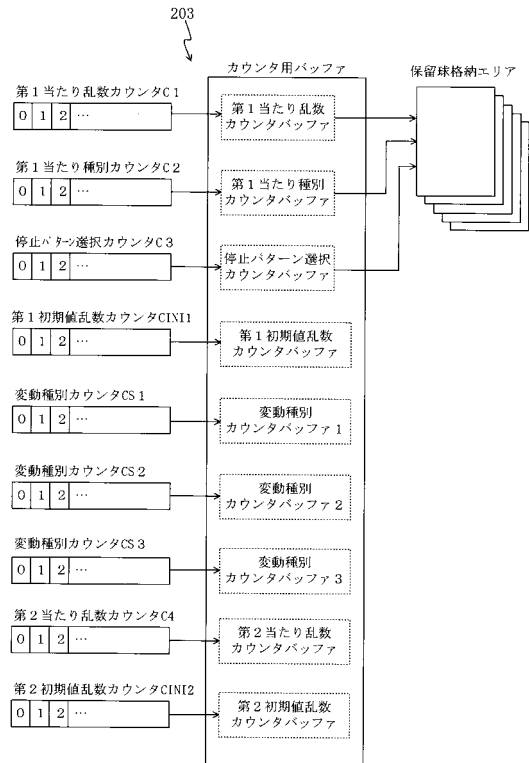 203
カウンタ用バッファ
保留球格納エリア
第1当たり乱数カウンタC1
0 1 2 …
第1当たり乱数
カウンタバッファ
第1当たり種別カウンタC2
0 1 2 …
第1当たり種別
カウンタバッファ
停止パターン選択カウンタC3
0 1 2 …
停止パターン選択
カウンタバッファ
第1初期値乱数カウンタCINI1
0 1 2 …
第1初期値乱数
カウンタバッファ
変動種別カウンタCS1
0 1 2 …
変動種別
カウンタバッファ1
変動種別カウンタCS2
0 1 2 …
変動種別
カウンタバッファ2
変動種別カウンタCS3
0 1 2 …
変動種別
カウンタバッファ3
第2当たり乱数カウンタC4
0 1 2 …
第2当たり乱数
カウンタバッファ
第2初期値乱数カウンタCINI2
0 1 2 …
第2初期値乱数
カウンタバッファ